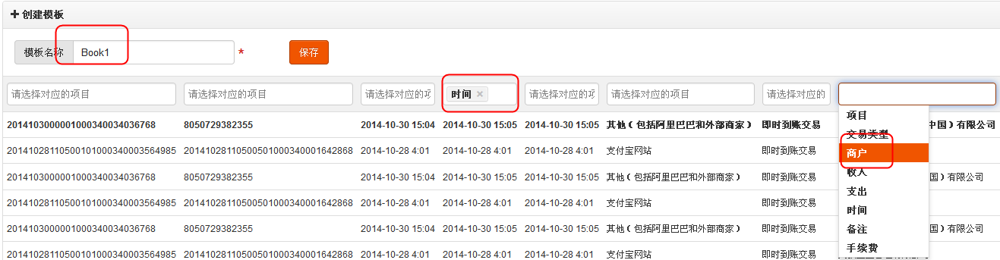 创建模板
模板名称 Book1 * 保存
请选择对应的项目 请选择对应的项目 请选择对应的项 时间 × 请选择对应的项 请选择对应的项目 请选择对应的
20141030000001000340034036768 8050729382355 2014-10-30 15:04 2014-10-30 15:05 2014-10-30 15:05 其他（包括阿里巴巴和外部商家） 即时到账交易 中国）有限公司
20141028110500101000340003564985 2014102811050050100034000 1642868 2014-10-28 4:01 2014-10-28 4:01 2014-10-28 4:01 支付宝网站 即时到账交易
20141030000001000340034036768 8050729382355 2014-10-30 15:04 2014-10-30 15:05 2014-10-30 15:05 其他（包括阿里巴巴和外部商家） 即时到账交易 国）有限公司
20141028110500101000340003564985 20141028110500501000340001642868 2014-10-28 4:01 2014-10-28 4:01 2014-10-28 4:01 支付宝网站 即时到账交易
20141030000001000340034036768 8050729382355 2014-10-30 15:04 2014-10-30 15:05 2014-10-30 15:05 其他（包括阿里巴巴和外部商家） 即时到账交易 国）有限公司
20141028110500101000340003564985 20141028110500501000340001642868 2014-10-28 4:01 2014-10-28 4:01 2014-10-28 4:01 支付宝网站 即时到账交易
项目
交易类型
商户
收入
支出
时间
备注
手续费